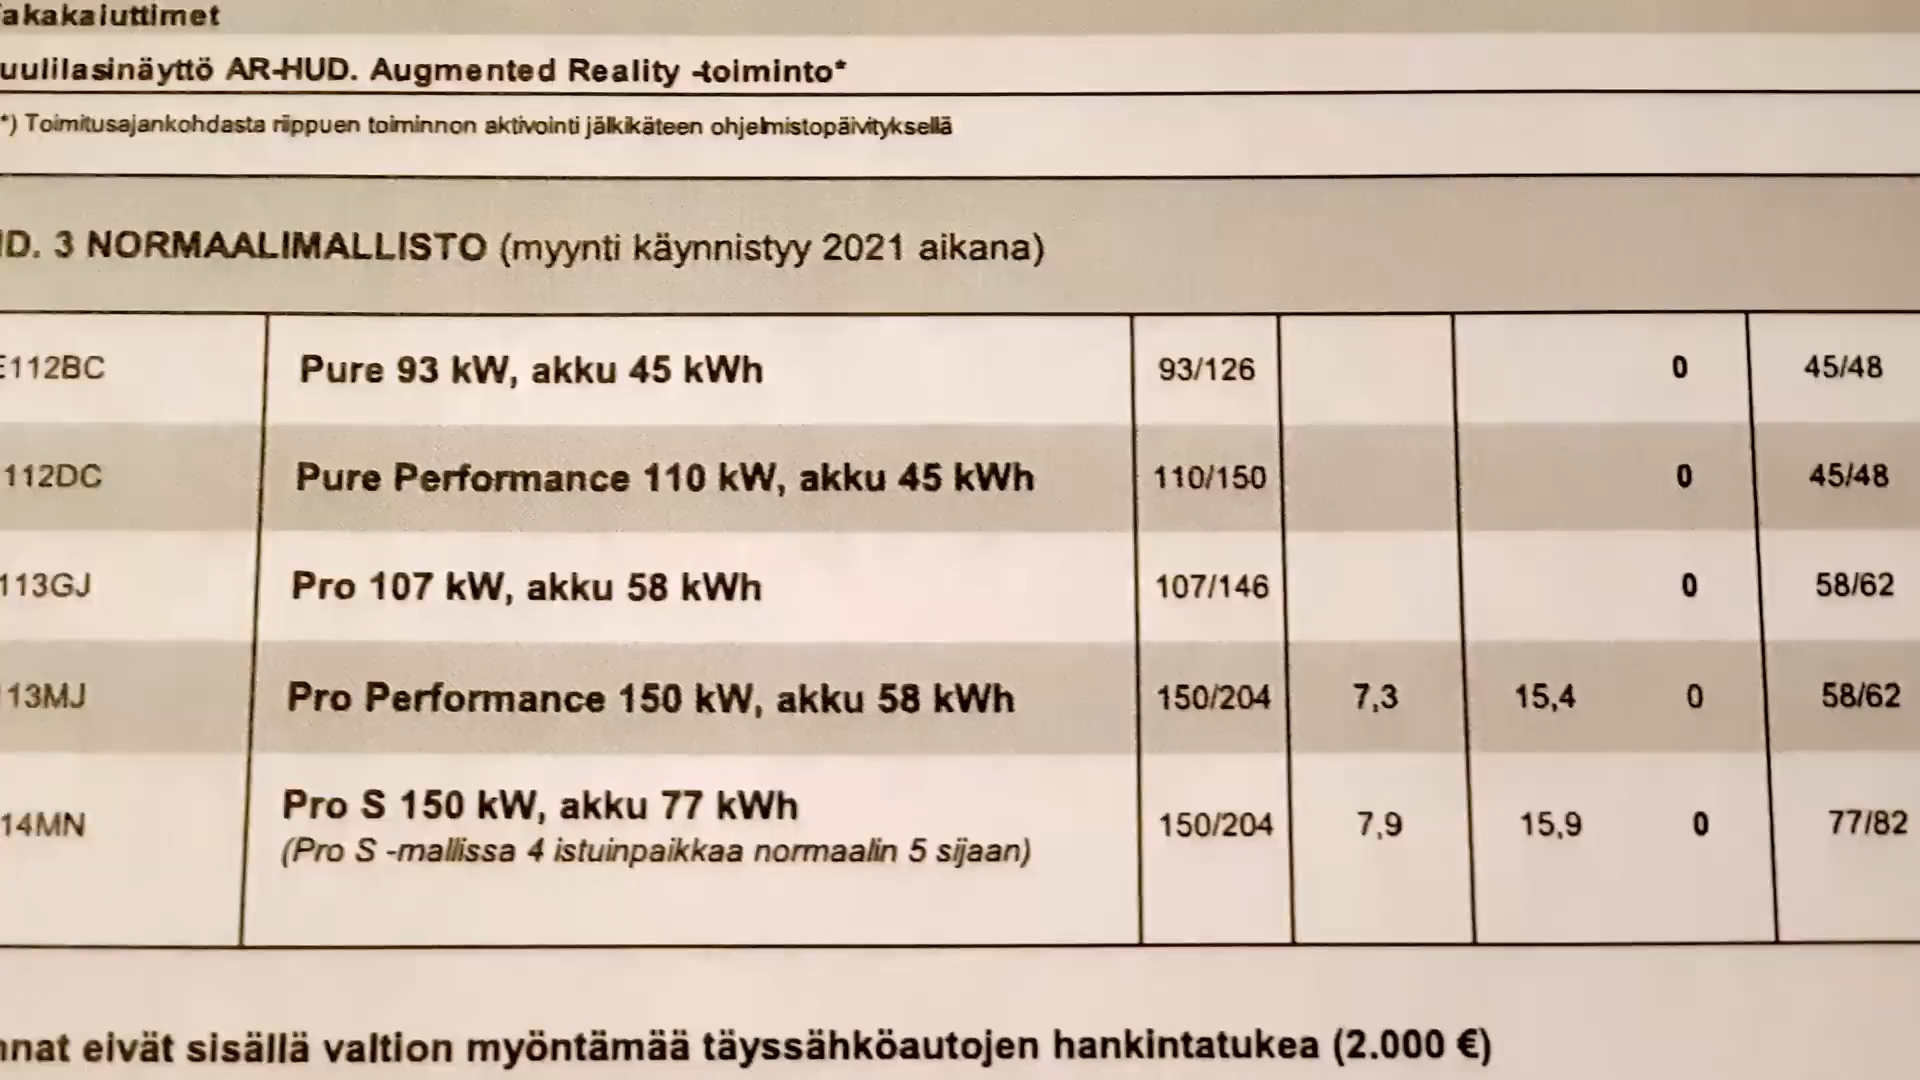 akakaiuttimet
uulilasinäyttö AR-HUD. Augmented Reality -toiminto*
*) Toimitusajankohdasta riippuen toiminnon aktivointi jälkikäteen ohjelmistopäivityksellä
ID. 3 NORMAALIMALLISTO (myynti käynnistyy 2021 aikana)
E112BC Pure 93 kW, akku 45 kWh 93/126 0 45/48
112DC Pure Performance 110 kW, akku 45 kWh 110/150 0 45/48
113GJ Pro 107 kW, akku 58 kWh 107/146 0 58/62
13MJ Pro Performance 150 kW, akku 58 kWh 150/204 7,3 15,4 0 58/62
14MN Pro S 150 kW, akku 77 kWh 150/204 7,9 15,9 0 77/82
(Pro S -mallissa 4 istuinpaikkaa normaalin 5 sijaan)
nnat eivät sisällä valtion myöntämää täyssähköautojen hankintatukea (2.000 €)